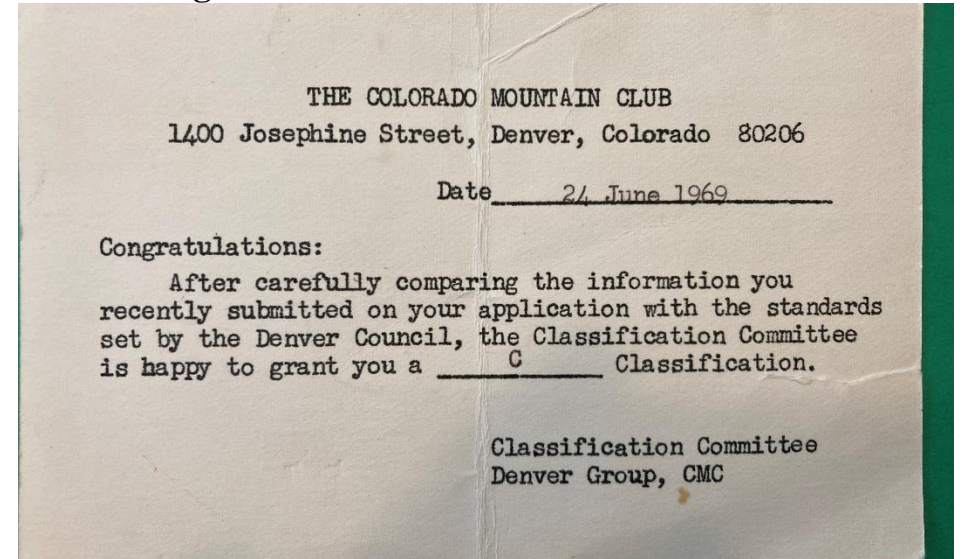 THE COLORADO MOUNTAIN CLUB
1400 Josephine Street, Denver, Colorado 80206
Date 24 June 1969
Congratulations:
After carefully comparing the information you
recently submitted on your application with the standards
set by the Denver Council, the Classification Committee
is happy to grant you a C Classification.
Classification Committee
Denver Group, CMC